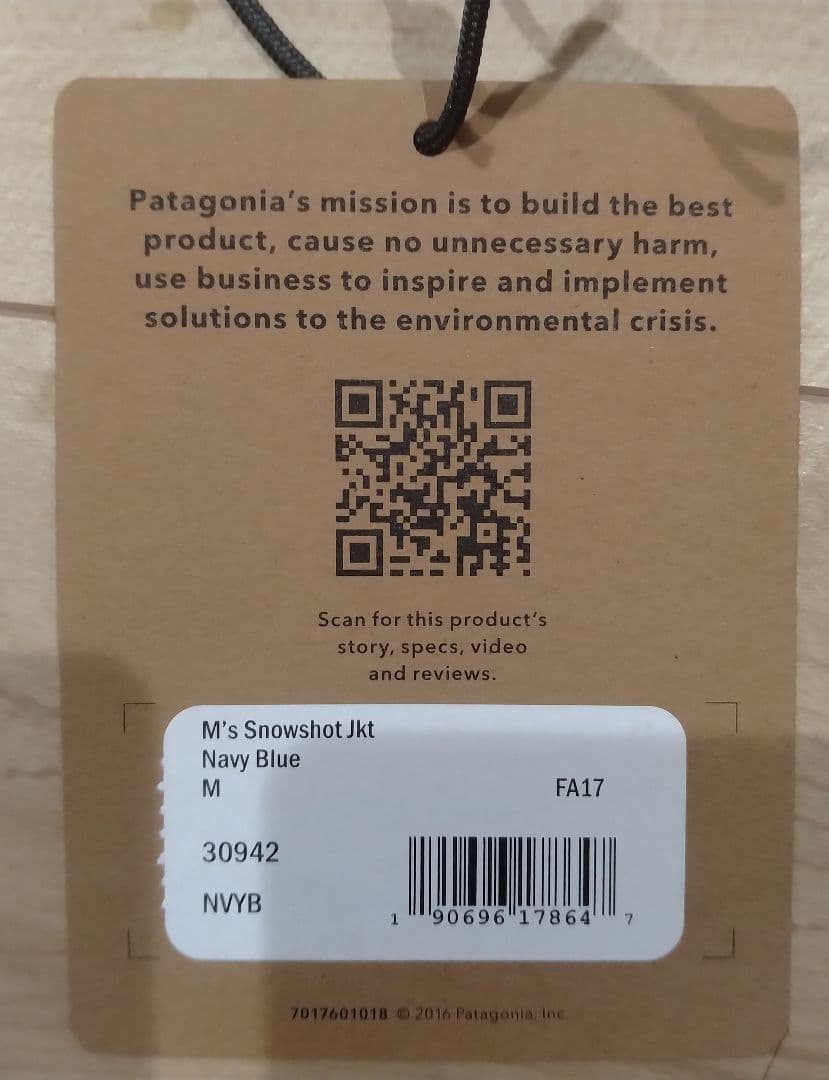 Patagonia's mission is to build the best
product, cause no unnecessary harm,
use business to inspire and implement
solutions to the environmental crisis.
Scan for this product's
story, specs, video
and reviews.
M's Snowshot Jkt
Navy Blue
M FA17
30942
NVYB
1 90696 17864 7
7017601018 © 2016 Patagonia, Inc.